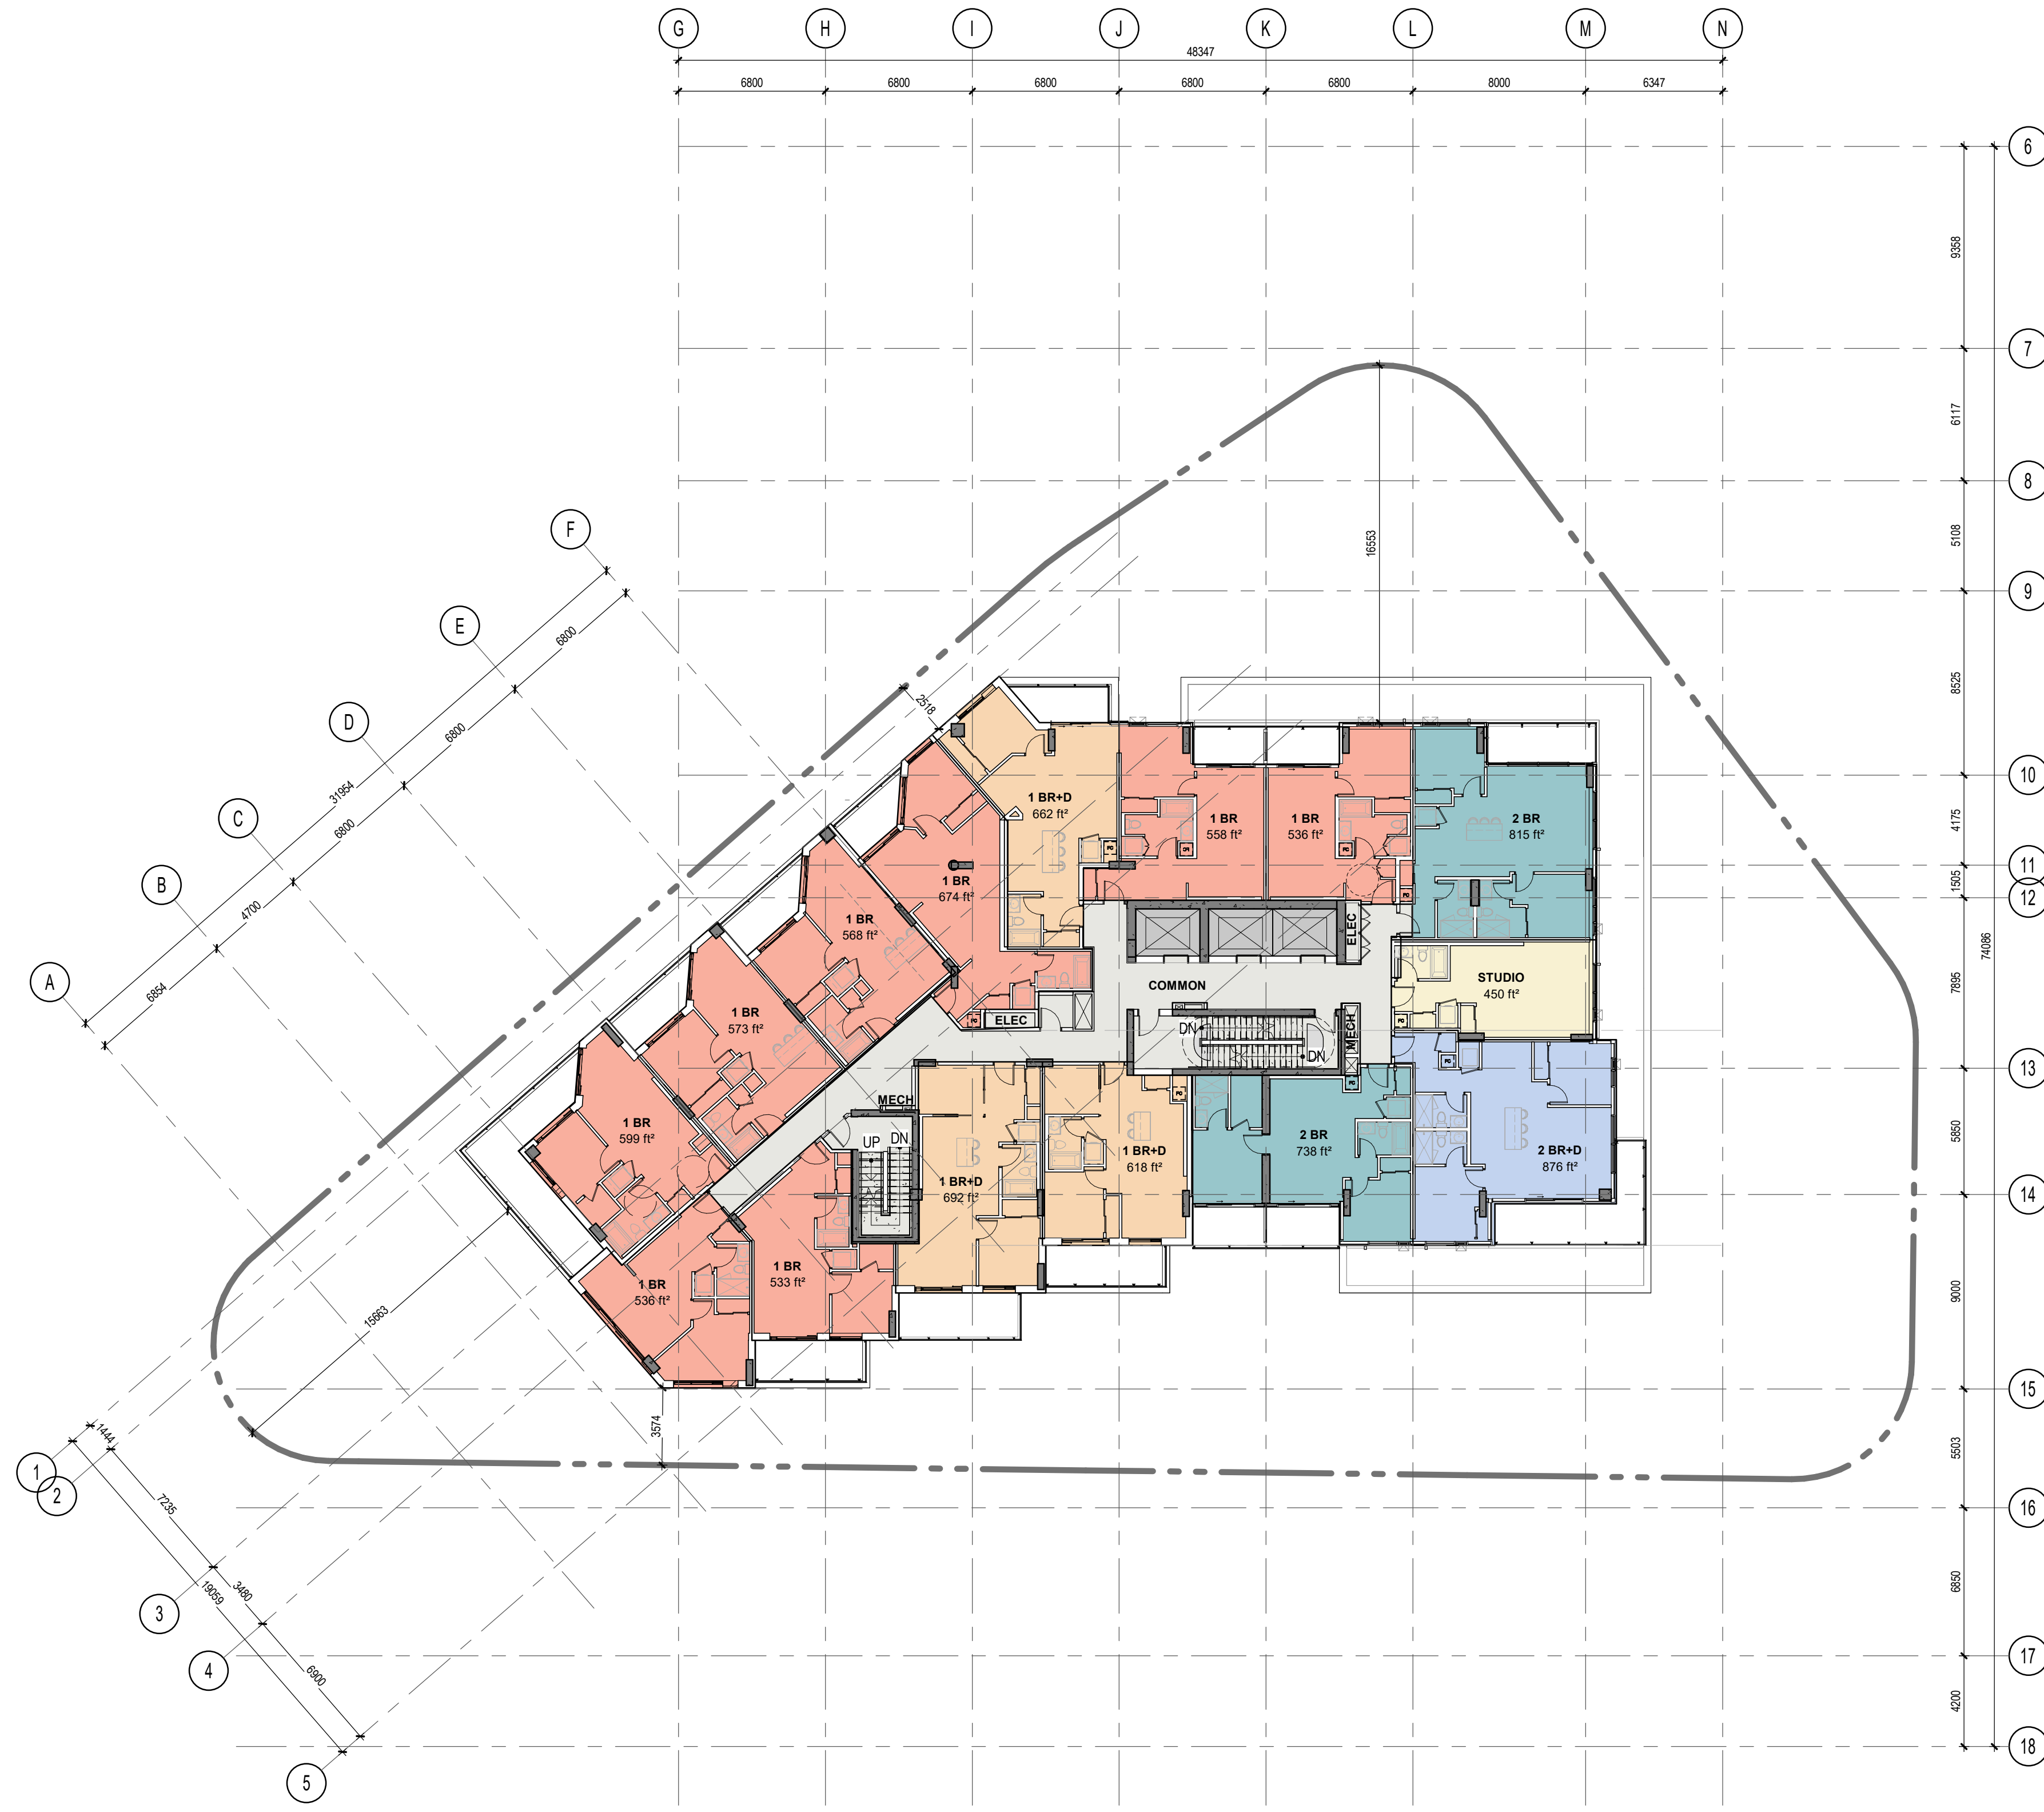 G
H
I
J
K
L
M
N
48347
6800
6800
6800
6800
6800
8000
6347
6
7
8
9
10
11
12
13
14
15
16
17
18
9358
6117
5108
8525
4175
1505
7895
5850
9000
5503
6850
4200
74086
16553
F
E
D
C
B
A
6800
6800
6800
4700
6854
31954
2518
1 BR+D
662 ft²
1 BR
558 ft²
1 BR
536 ft²
2 BR
815 ft²
1 BR
674 ft²
1 BR
568 ft²
ELEC
STUDIO
450 ft²
COMMON
1 BR
573 ft²
ELEC
DN
DN
MECH
MECH
1 BR
599 ft²
UP
DN
1 BR+D
692 ft²
1 BR+D
618 ft²
2 BR
738 ft²
2 BR+D
876 ft²
1 BR
533 ft²
1 BR
536 ft²
15663
3574
1
2
3
4
5
1444
7235
3480
6900
19059